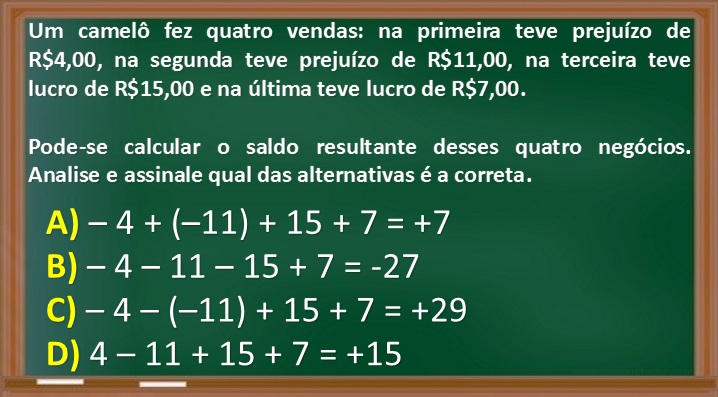 Um camelô fez quatro vendas: na primeira teve prejuízo de
R$4,00, na segunda teve prejuízo de R$11,00, na terceira teve
lucro de R$15,00 e na última teve lucro de R$7,00.
Pode-se calcular o saldo resultante desses quatro negócios.
Analise e assinale qual das alternativas é a correta.
A) – 4 + (–11) + 15 + 7 = +7
B) – 4 – 11 – 15 + 7 = -27
C) – 4 – (–11) + 15 + 7 = +29
D) 4 – 11 + 15 + 7 = +15